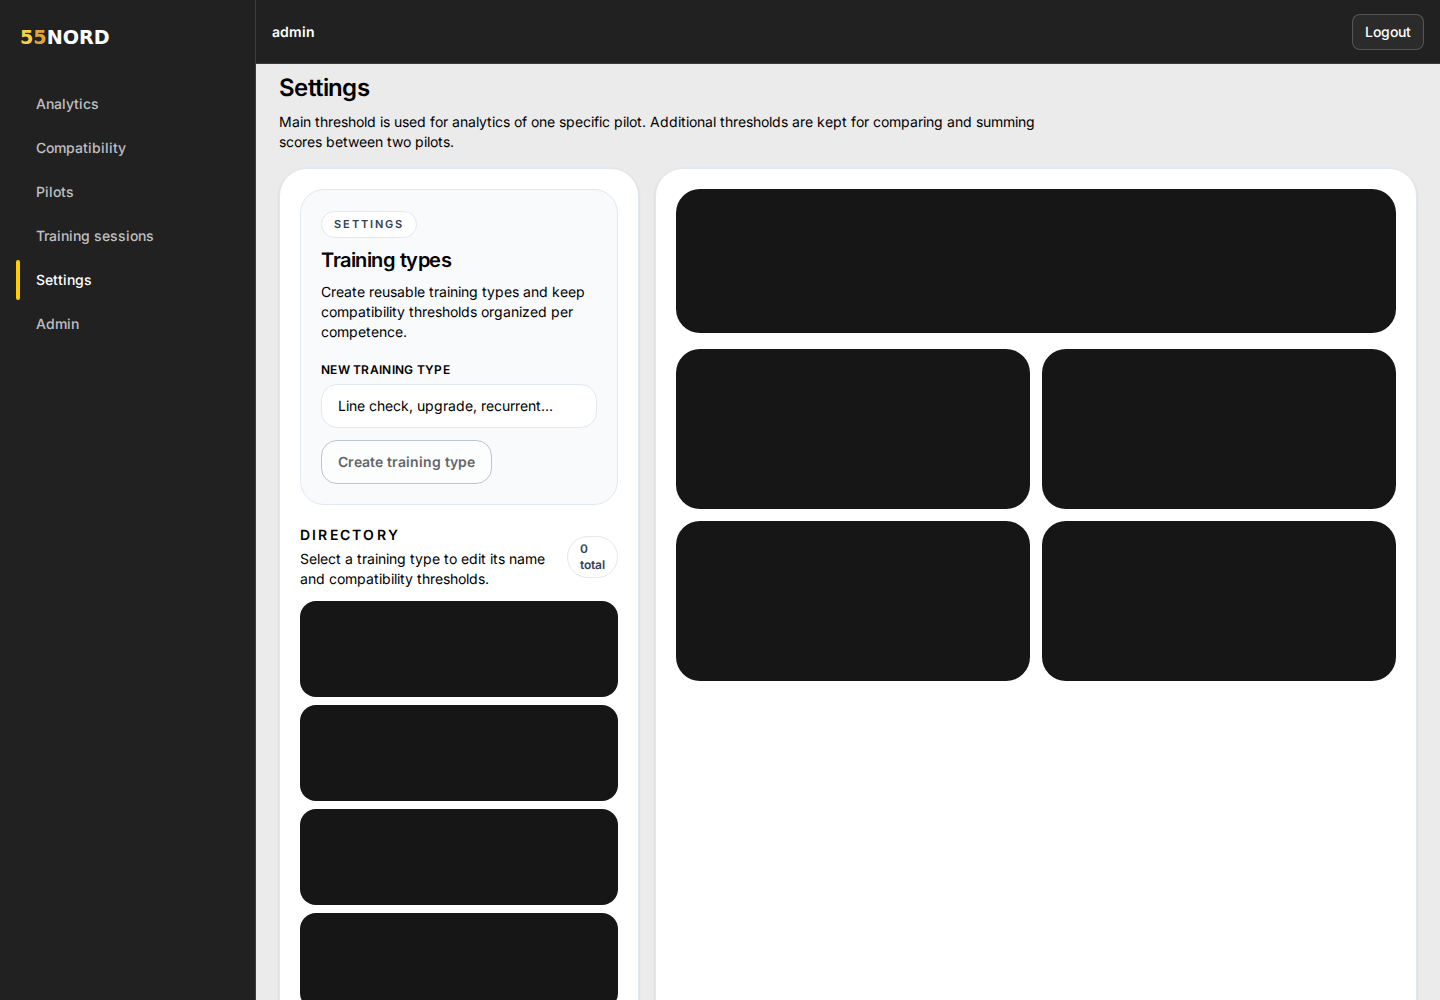 55NORD
Analytics
Compatibility
Pilots
Training sessions
Settings
Admin
admin
Logout
Settings
Main threshold is used for analytics of one specific pilot. Additional thresholds are kept for comparing and summing
scores between two pilots.
SETTINGS
Training types
Create reusable training types and keep
compatibility thresholds organized per
competence.
NEW TRAINING TYPE
Line check, upgrade, recurrent...
Create training type
DIRECTORY
Select a training type to edit its name
and compatibility thresholds.
0
total